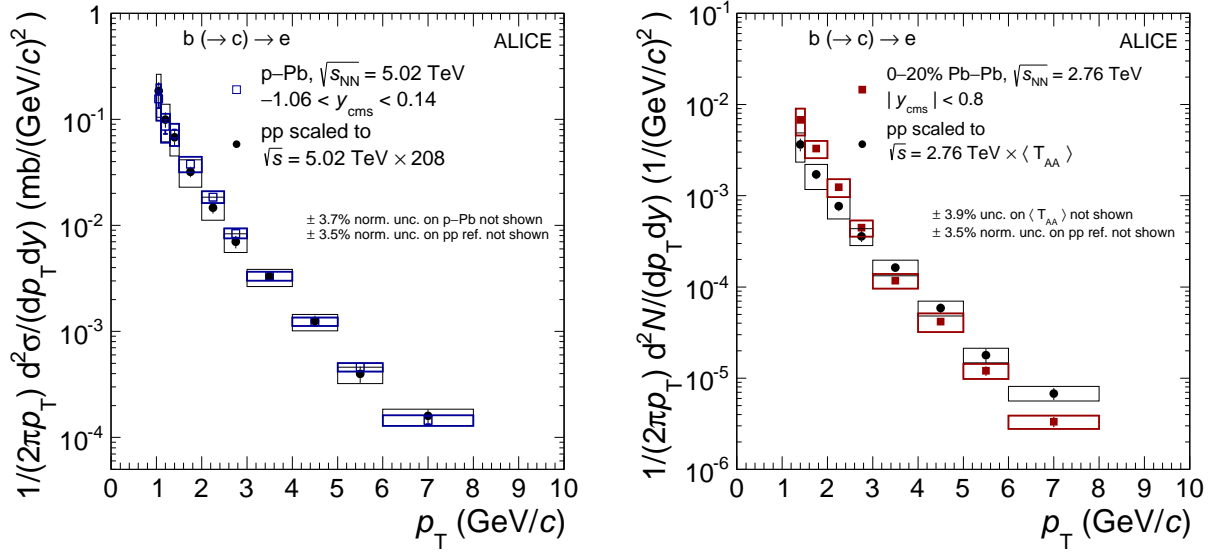 b (→ c) → e ALICE
p–Pb, √s_NN = 5.02 TeV
−1.06 < y_cms < 0.14
pp scaled to
√s = 5.02 TeV × 208
± 3.7% norm. unc. on p–Pb not shown
± 3.5% norm. unc. on pp ref. not shown
1/(2πp_T) d²σ/(dp_Tdy) (mb/(GeV/c)²)
1
10⁻¹
10⁻²
10⁻³
10⁻⁴
0 1 2 3 4 5 6 7 8 9 10
p_T (GeV/c)
b (→ c) → e ALICE
0–20% Pb–Pb, √s_NN = 2.76 TeV
| y_cms | < 0.8
pp scaled to
√s = 2.76 TeV × ⟨ T_AA ⟩
± 3.9% unc. on ⟨ T_AA ⟩ not shown
± 3.5% norm. unc. on pp ref. not shown
1/(2πp_T) d²N/(dp_Tdy) (1/(GeV/c)²)
10⁻¹
10⁻²
10⁻³
10⁻⁴
10⁻⁵
10⁻⁶
0 1 2 3 4 5 6 7 8 9 10
p_T (GeV/c)